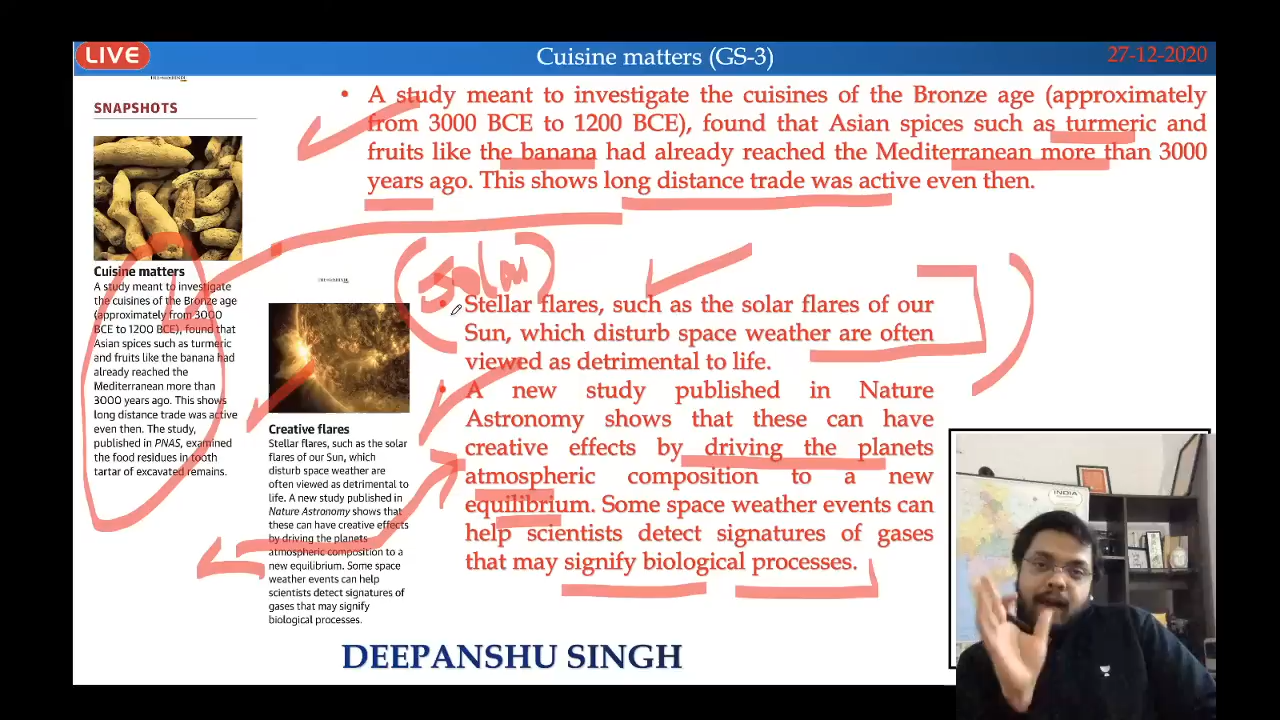 LIVE
Cuisine matters (GS-3)
27-12-2020
SNAPSHOTS
• A study meant to investigate the cuisines of the Bronze age (approximately
from 3000 BCE to 1200 BCE), found that Asian spices such as turmeric and
fruits like the banana had already reached the Mediterranean more than 3000
years ago. This shows long distance trade was active even then.
Cuisine matters
A study meant to investigate
the cuisines of the Bronze age
(approximately from 3000
BCE to 1200 BCE), found that
Asian spices such as turmeric
and fruits like the banana had
already reached the
Mediterranean more than
3000 years ago. This shows
long distance trade was active
even then. The study,
published in PNAS, examined
the food residues in tooth
tartar of excavated remains.
Creative flares
Stellar flares, such as the solar
flares of our Sun, which
disturb space weather are
often viewed as detrimental to
life. A new study published in
Nature Astronomy shows that
these can have creative effects
by driving the planets
atmospheric composition to a
new equilibrium. Some space
weather events can help
scientists detect signatures of
gases that may signify
biological processes.
Solar
• Stellar flares, such as the solar flares of our
Sun, which disturb space weather are often
viewed as detrimental to life.
• A new study published in Nature
Astronomy shows that these can have
creative effects by driving the planets
atmospheric composition to a new
equilibrium. Some space weather events can
help scientists detect signatures of gases
that may signify biological processes.
INDIA
DEEPANSHU SINGH